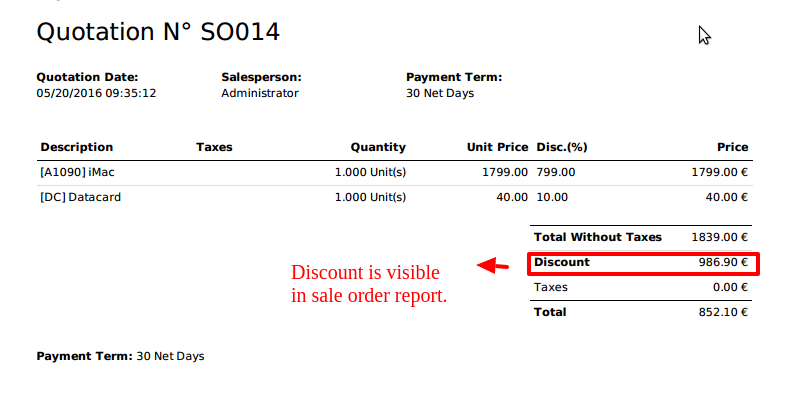 Quotation N° SO014
Quotation Date: Salesperson: Payment Term:
05/20/2016 09:35:12 Administrator 30 Net Days
Description Taxes Quantity Unit Price Disc.(%) Price
[A1090] iMac 1.000 Unit(s) 1799.00 799.00 1799.00 €
[DC] Datacard 1.000 Unit(s) 40.00 10.00 40.00 €
Total Without Taxes 1839.00 €
Discount 986.90 €
Discount is visible
in sale order report.
Taxes 0.00 €
Total 852.10 €
Payment Term: 30 Net Days